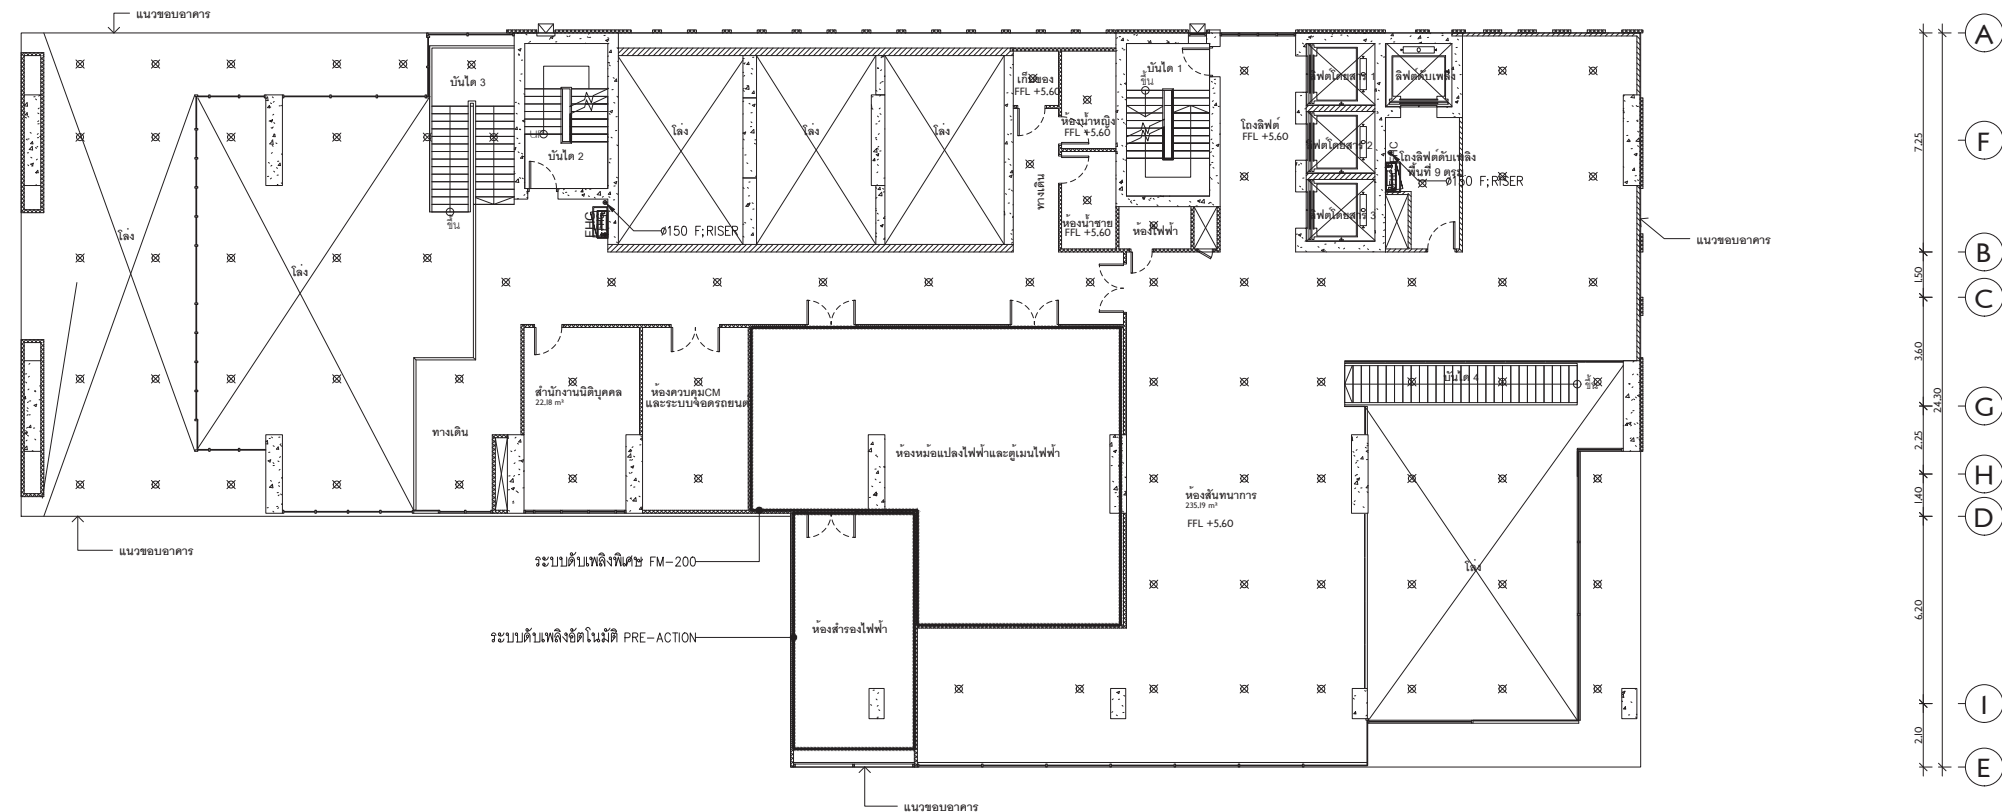 แนวขอบอาคาร
A
บันได 3
บันได 1
ขึ้น
เก็บของ
FFL +5.60
ลิฟต์โดยสาร 1
ลิฟต์ดับเพลิง
โล่ง
โล่ง
โล่ง
ห้องน้ำหญิง
FFL +5.60
โถงลิฟต์
FFL +5.60
7.25
F
บันได 2
ลิฟต์โดยสาร 2
โถงลิฟต์ดับเพลิง
พื้นที่ 9 ตรม.
ø150 F;RISER
ทางเดิน
ขึ้น
FHC
ø150 F;RISER
ห้องน้ำชาย
FFL +5.60
ห้องไฟฟ้า
ลิฟต์โดยสาร 3
แนวขอบอาคาร
โล่ง
โล่ง
B
1.50
C
3.60
บันได 4
ขึ้น
สำนักงานนิติบุคคล
22.18 m²
ห้องควบคุมCM
และระบบจอดรถยนต์
24.30
G
ทางเดิน
2.25
ห้องหม้อแปลงไฟฟ้าและตู้เมนไฟฟ้า
H
ห้องสันทนาการ
235.19 m²
FFL +5.60
1.40
D
แนวขอบอาคาร
ระบบดับเพลิงพิเศษ FM-200
โล่ง
6.20
ห้องสำรองไฟฟ้า
ระบบดับเพลิงอัตโนมัติ PRE-ACTION
I
2.10
E
แนวขอบอาคาร